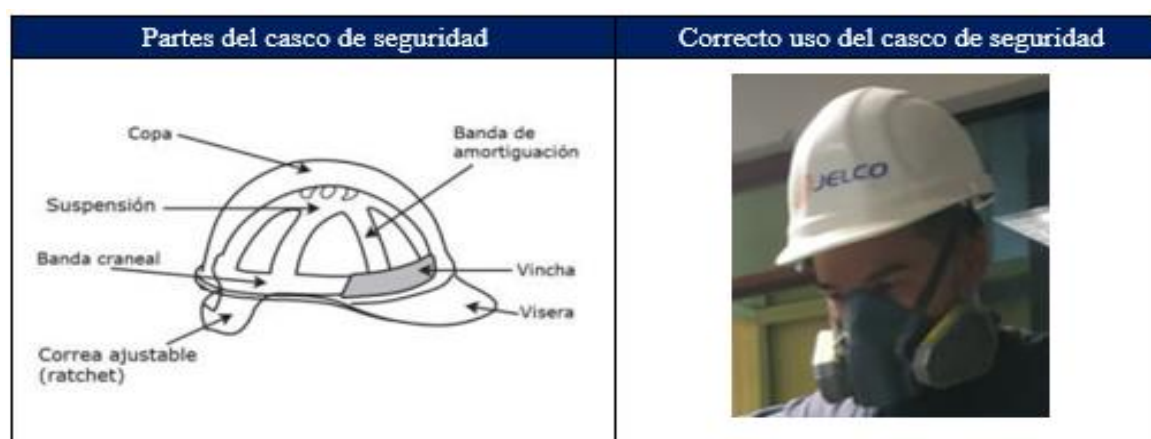 Partes del casco de seguridad
Correcto uso del casco de seguridad
Copa
Banda de
amortiguación
Suspensión
Banda craneal
Vincha
Visera
Correa ajustable
(ratchet)
JELCO